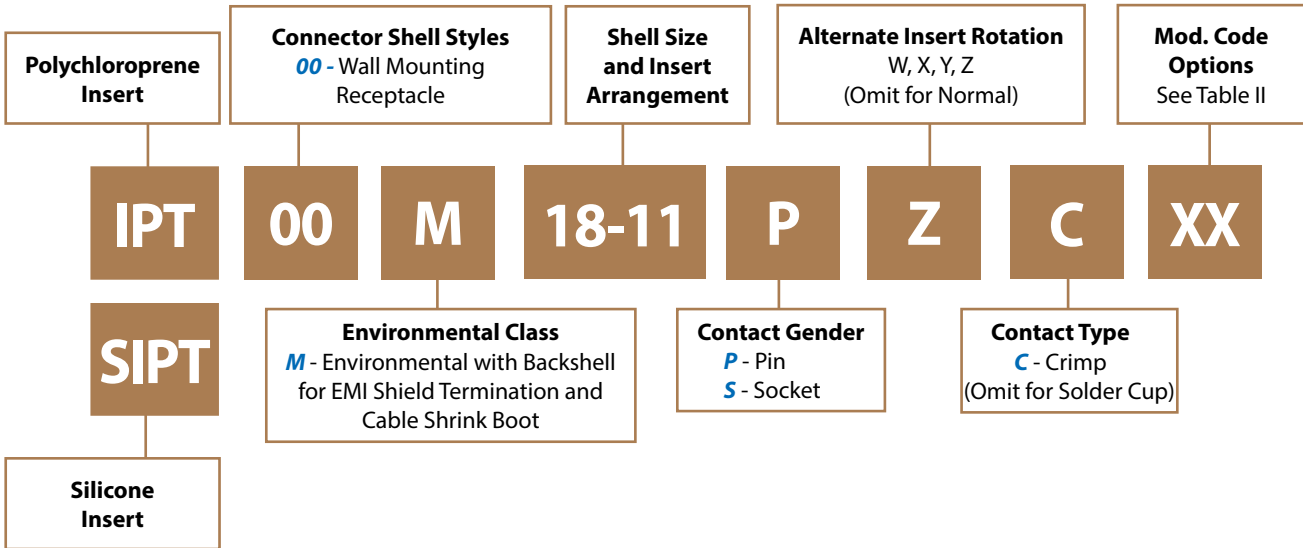 Polychloroprene
Insert
Connector Shell Styles
00 - Wall Mounting
Receptacle
Shell Size
and Insert
Arrangement
Alternate Insert Rotation
W, X, Y, Z
(Omit for Normal)
Mod. Code
Options
See Table II
IPT
00
M
18-11
P
Z
C
XX
SIPT
Environmental Class
M - Environmental with Backshell
for EMI Shield Termination and
Cable Shrink Boot
Contact Gender
P - Pin
S - Socket
Contact Type
C - Crimp
(Omit for Solder Cup)
Silicone
Insert